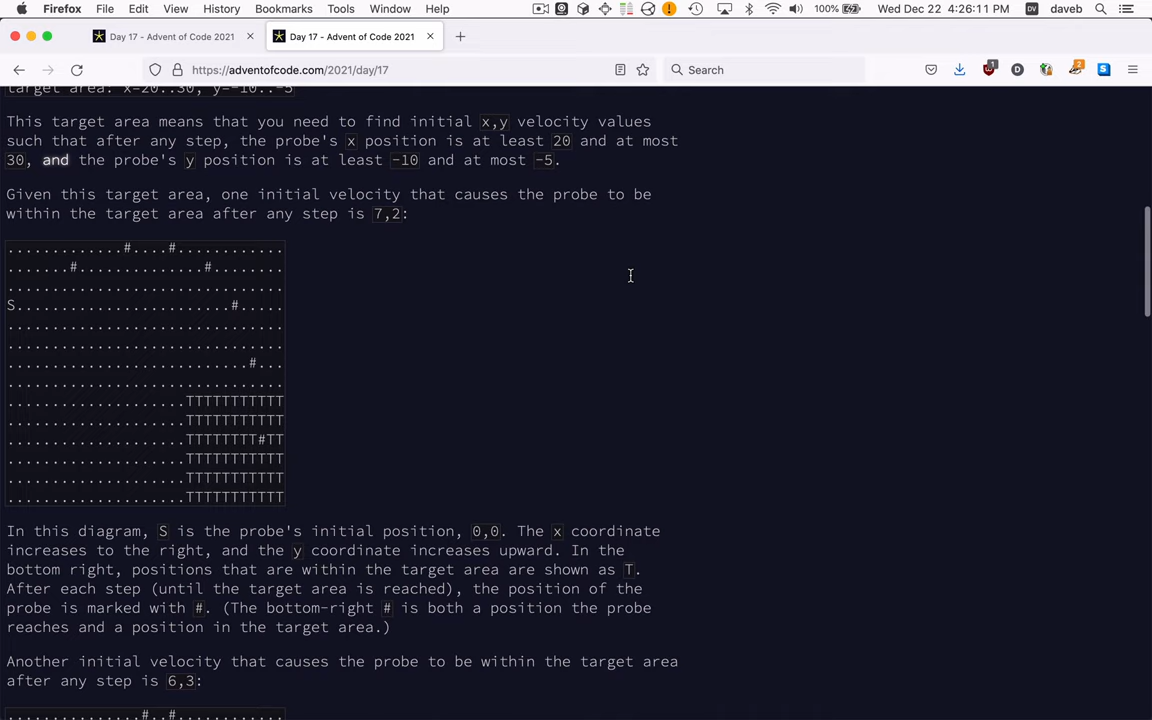 Firefox File Edit View History Bookmarks Tools Window Help 100% Wed Dec 22 4:26:11 PM daveb
Day 17 - Advent of Code 2021 × Day 17 - Advent of Code 2021 × +
https://adventofcode.com/2021/day/17 Search 1 2
target area: x=20..30, y=-10..-5
This target area means that you need to find initial x,y velocity values
such that after any step, the probe's x position is at least 20 and at most
30, and the probe's y position is at least -10 and at most -5.
Given this target area, one initial velocity that causes the probe to be
within the target area after any step is 7,2:
.............#....#............
.......#..............#........
...............................
S........................#.....
...............................
...............................
...........................#...
...............................
....................TTTTTTTTTTT
....................TTTTTTTTTTT
....................TTTTTTTT#TT
....................TTTTTTTTTTT
....................TTTTTTTTTTT
....................TTTTTTTTTTT
In this diagram, S is the probe's initial position, 0,0. The x coordinate
increases to the right, and the y coordinate increases upward. In the
bottom right, positions that are within the target area are shown as T.
After each step (until the target area is reached), the position of the
probe is marked with #. (The bottom-right # is both a position the probe
reaches and a position in the target area.)
Another initial velocity that causes the probe to be within the target area
after any step is 6,3:
...............#..#............